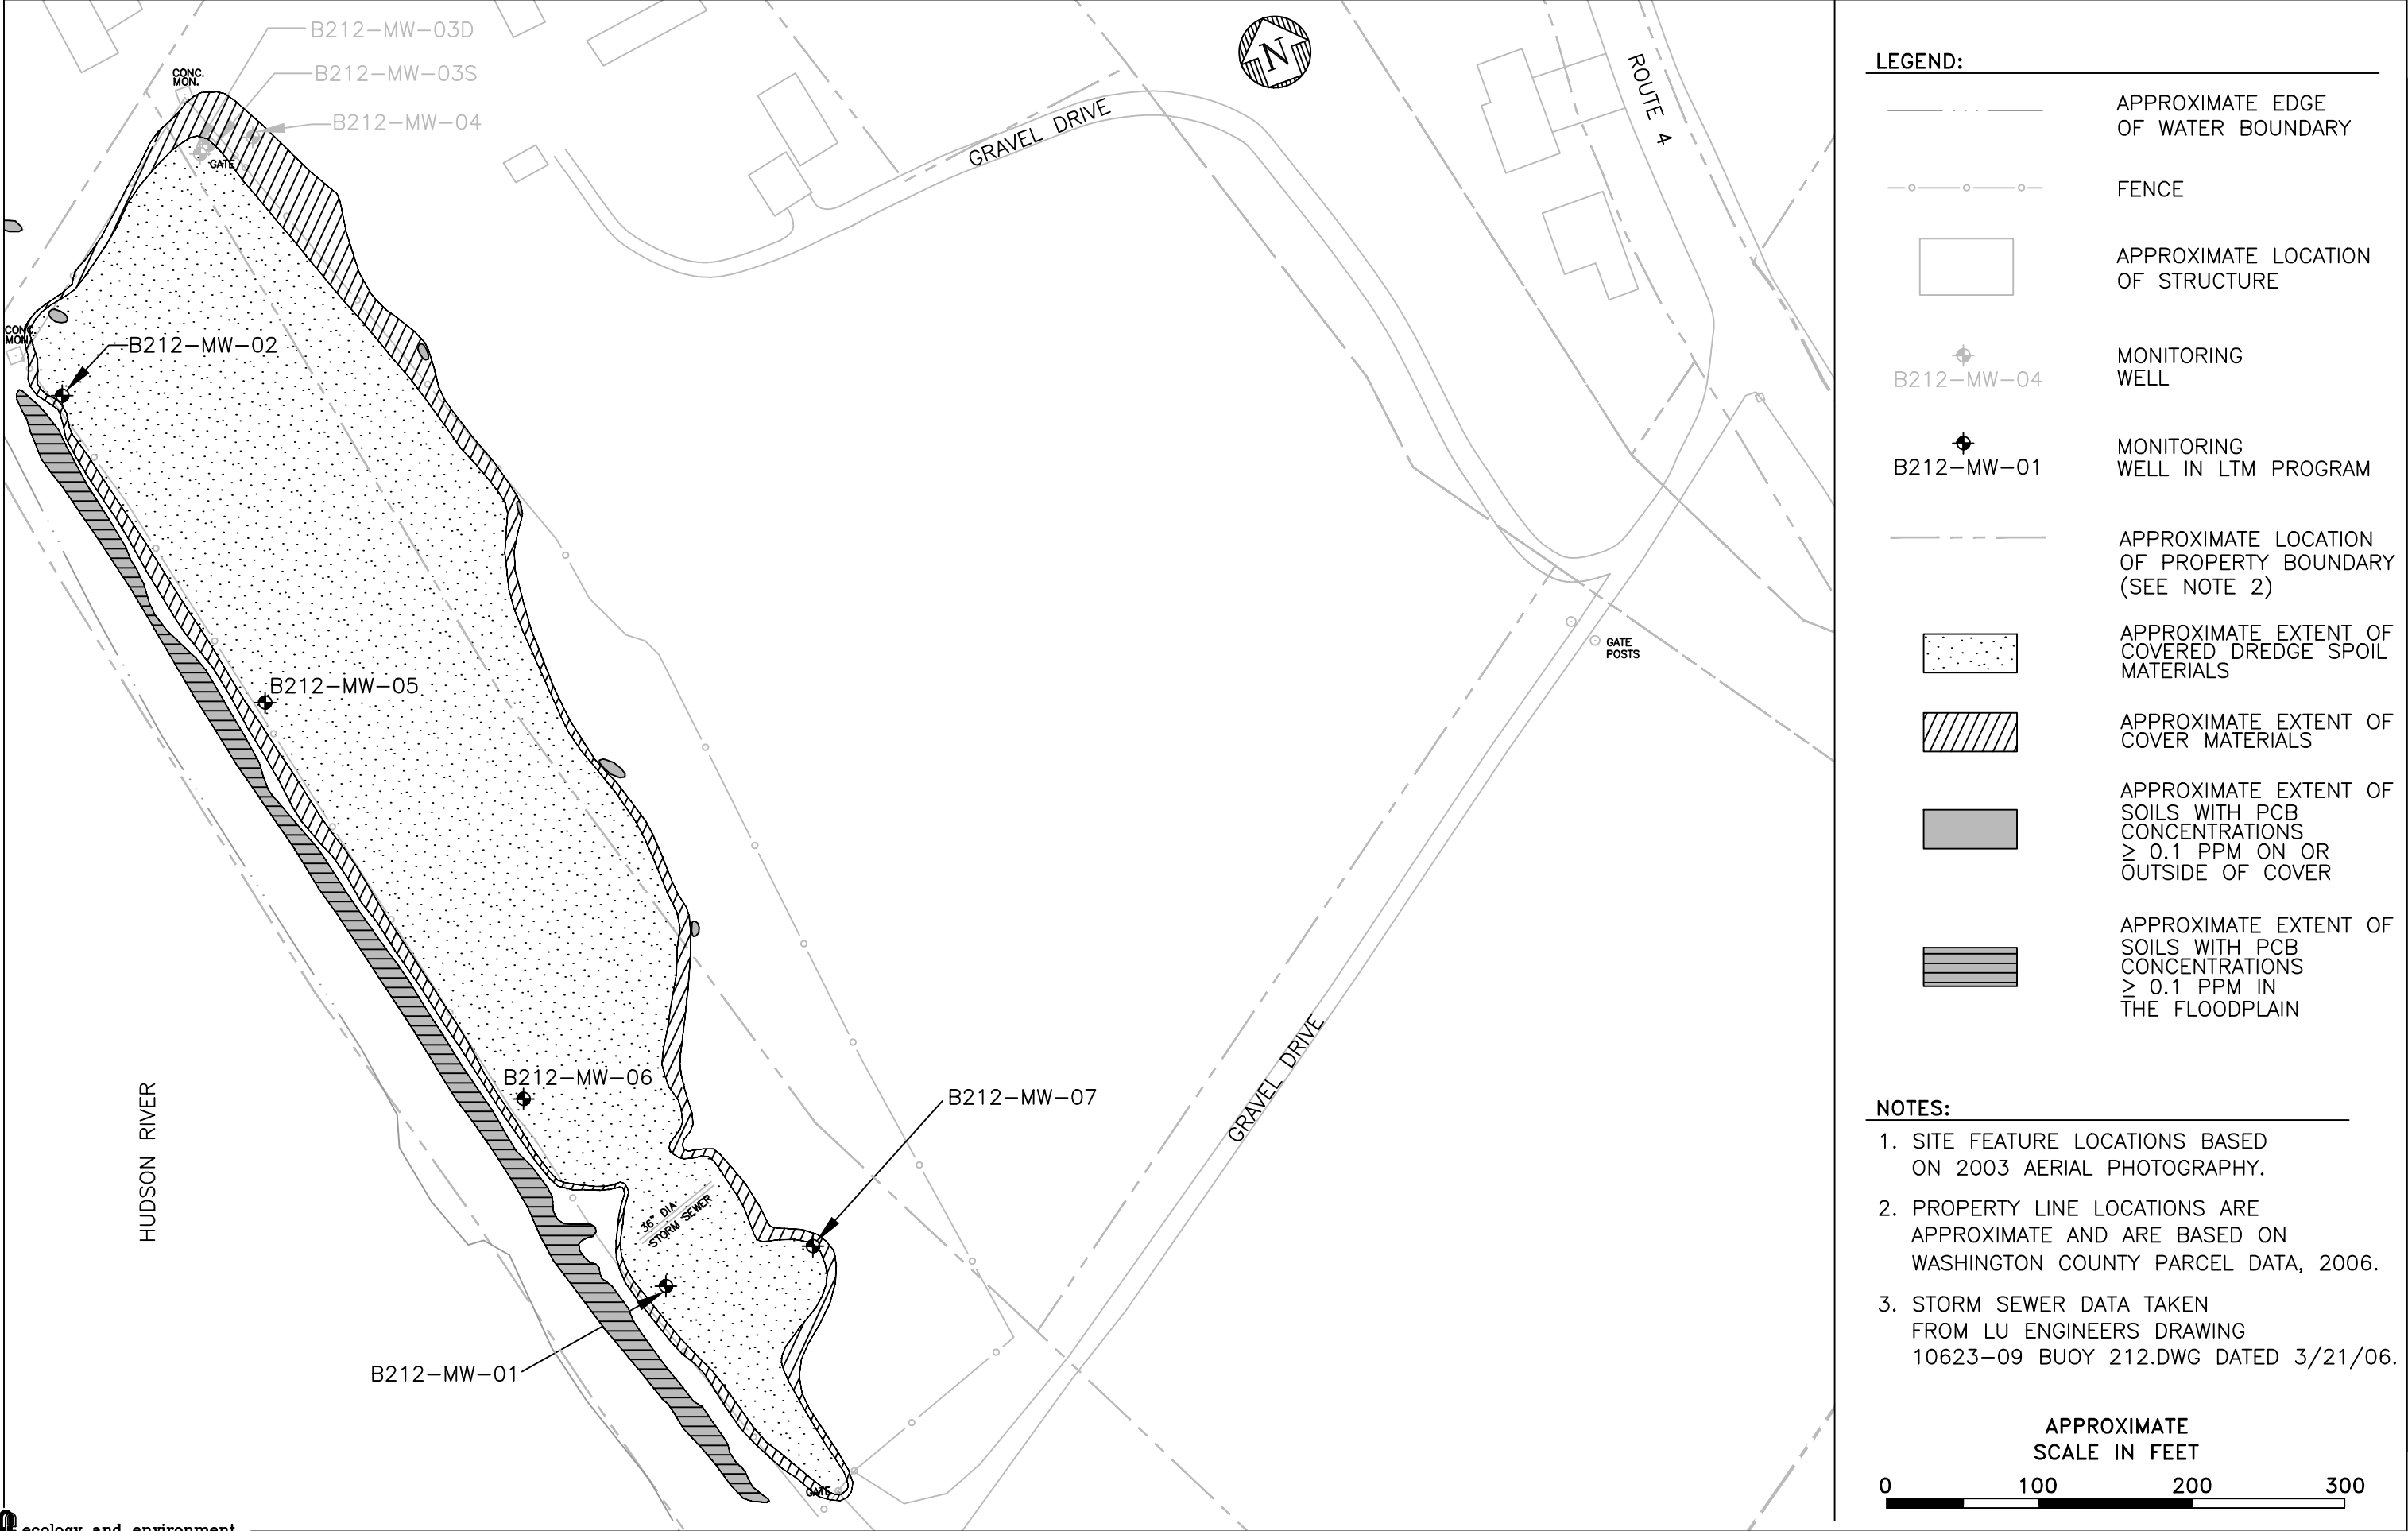 B212-MW-03D
B212-MW-03S
B212-MW-04
CONC.
MON.
GATE
N
GRAVEL DRIVE
ROUTE 4
CONC.
MON.
B212-MW-02
B212-MW-05
GATE
POSTS
B212-MW-06
B212-MW-07
GRAVEL DRIVE
HUDSON RIVER
36" DIA
STORM SEWER
B212-MW-01
GATE
ecology and environment
LEGEND:
APPROXIMATE EDGE
OF WATER BOUNDARY
FENCE
APPROXIMATE LOCATION
OF STRUCTURE
B212-MW-04
MONITORING
WELL
B212-MW-01
MONITORING
WELL IN LTM PROGRAM
APPROXIMATE LOCATION
OF PROPERTY BOUNDARY
(SEE NOTE 2)
APPROXIMATE EXTENT OF
COVERED DREDGE SPOIL
MATERIALS
APPROXIMATE EXTENT OF
COVER MATERIALS
APPROXIMATE EXTENT OF
SOILS WITH PCB
CONCENTRATIONS
≥ 0.1 PPM ON OR
OUTSIDE OF COVER
APPROXIMATE EXTENT OF
SOILS WITH PCB
CONCENTRATIONS
≥ 0.1 PPM IN
THE FLOODPLAIN
NOTES:
1. SITE FEATURE LOCATIONS BASED
ON 2003 AERIAL PHOTOGRAPHY.
2. PROPERTY LINE LOCATIONS ARE
APPROXIMATE AND ARE BASED ON
WASHINGTON COUNTY PARCEL DATA, 2006.
3. STORM SEWER DATA TAKEN
FROM LU ENGINEERS DRAWING
10623-09 BUOY 212.DWG DATED 3/21/06.
APPROXIMATE
SCALE IN FEET
0 100 200 300